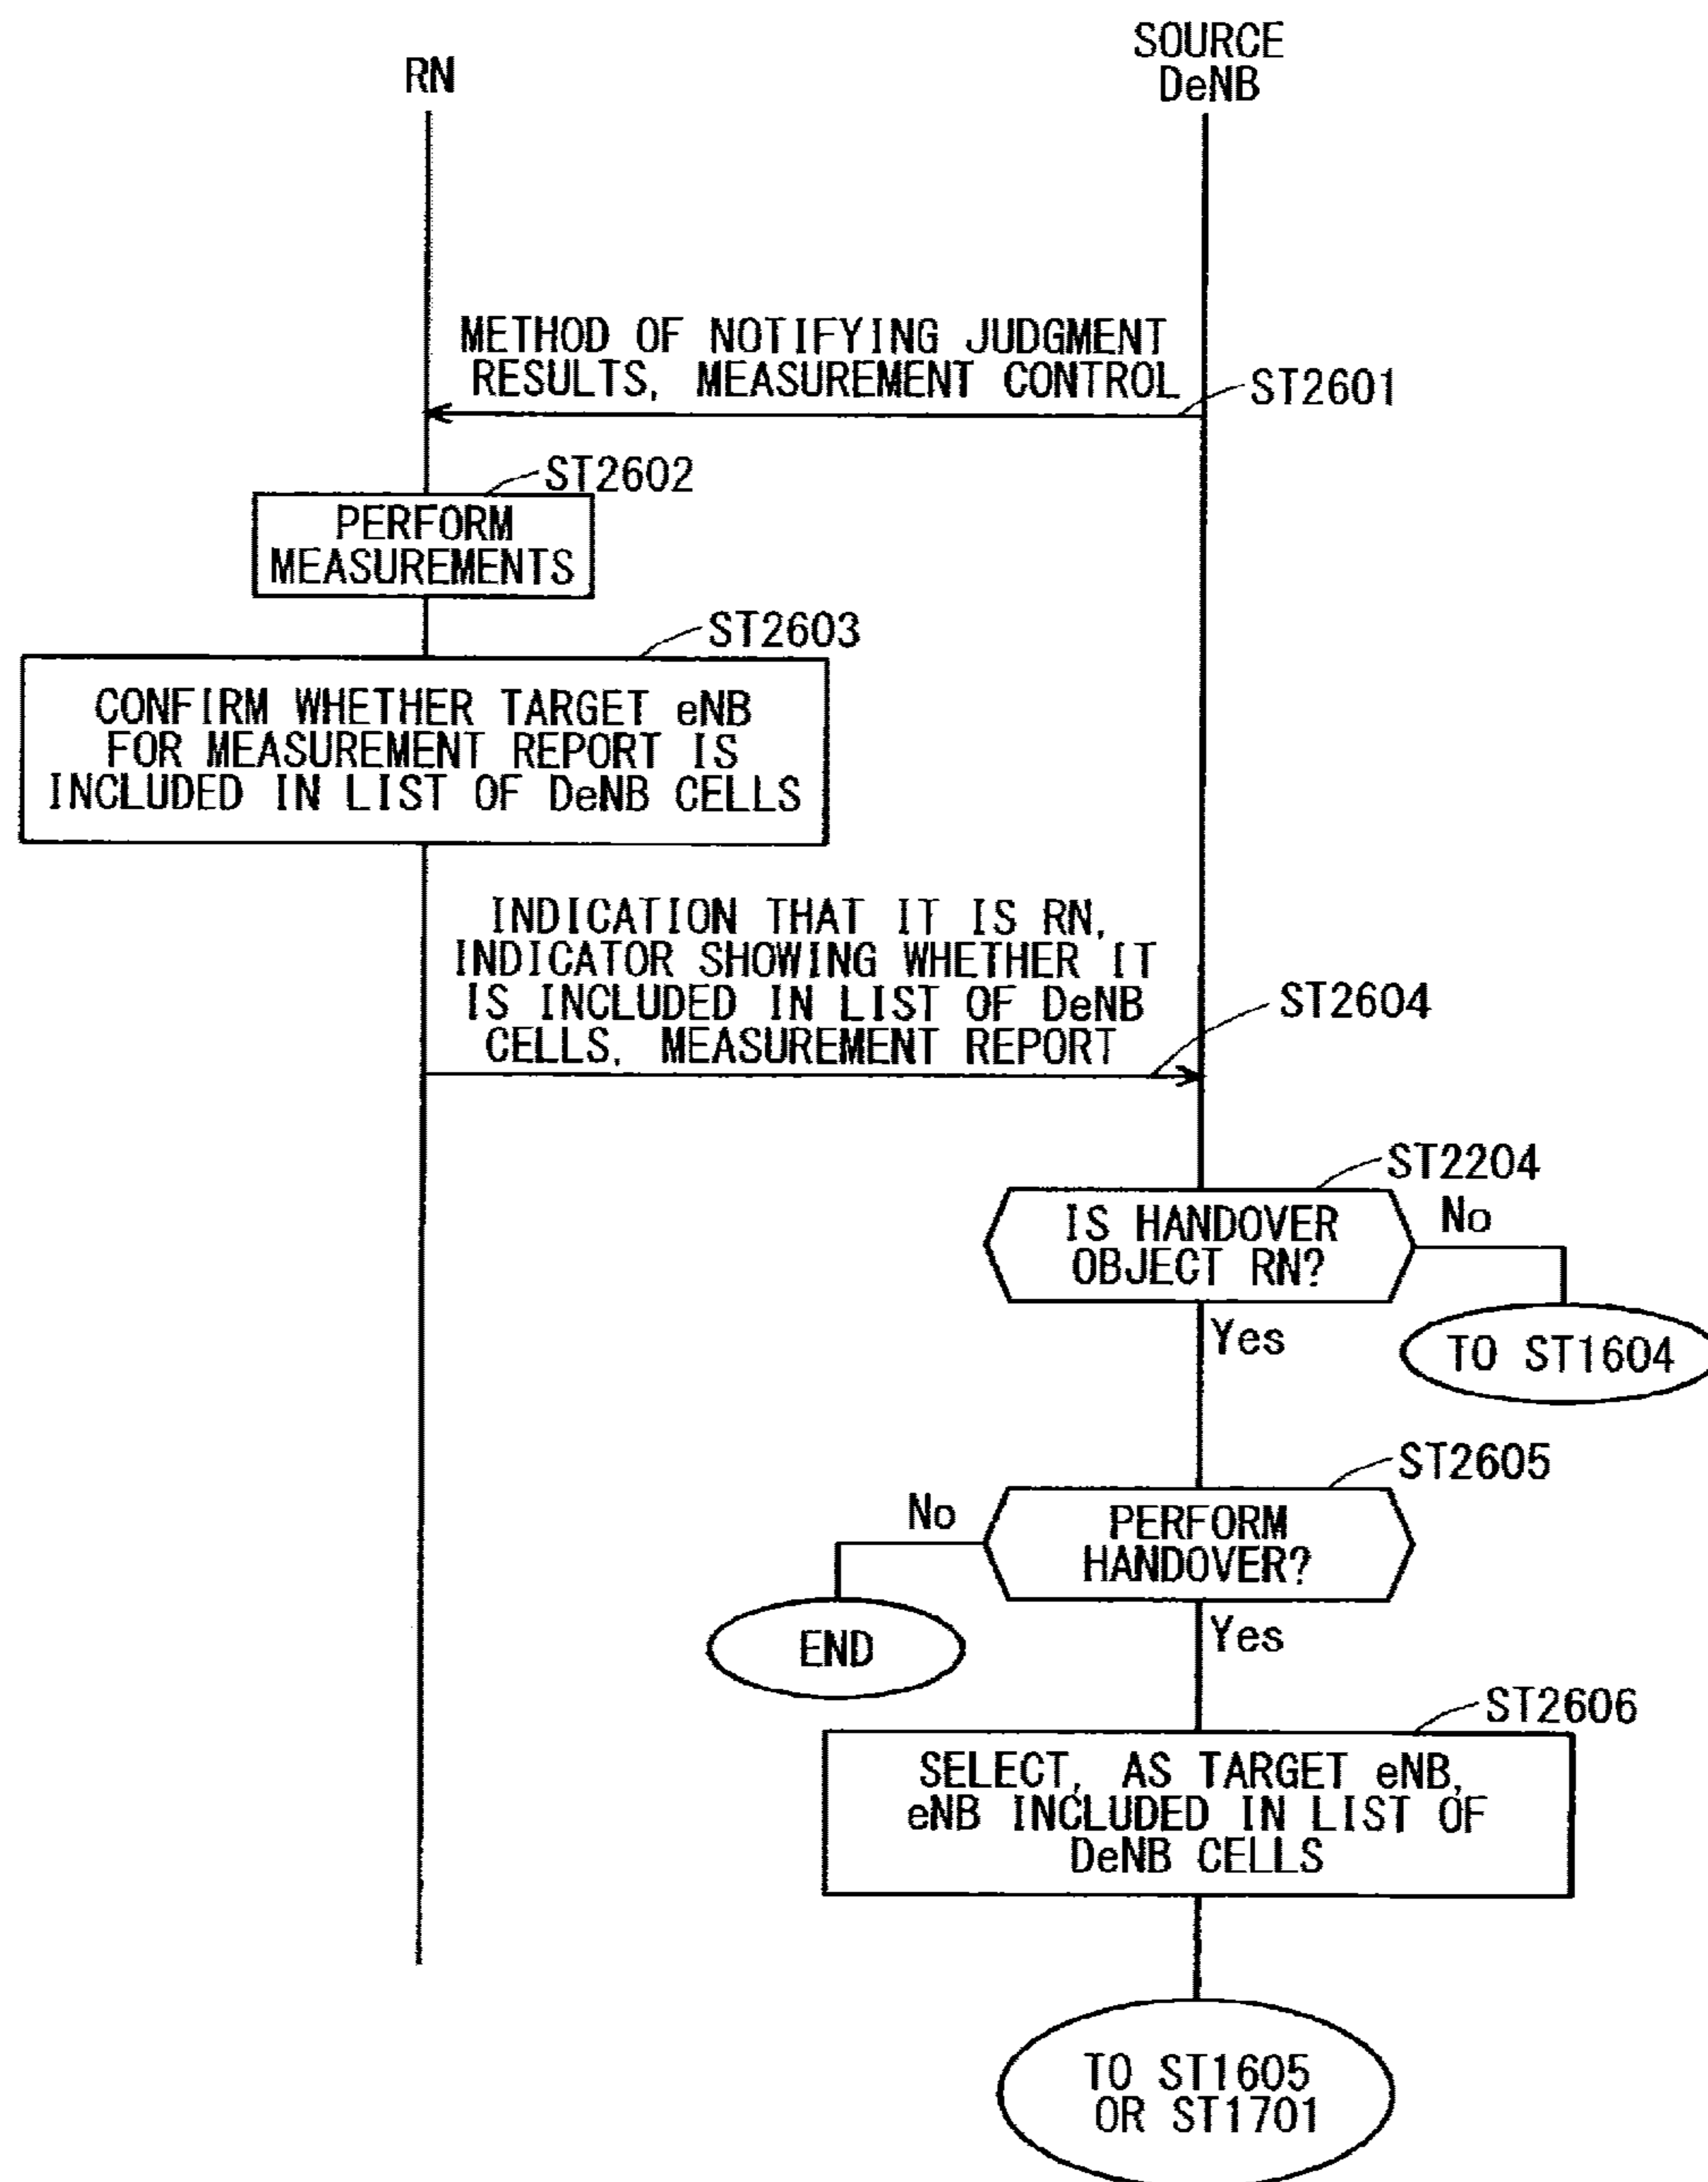 RN
SOURCE
DeNB
METHOD OF NOTIFYING JUDGMENT
RESULTS, MEASUREMENT CONTROL
ST2601
ST2602
PERFORM
MEASUREMENTS
ST2603
CONFIRM WHETHER TARGET eNB
FOR MEASUREMENT REPORT IS
INCLUDED IN LIST OF DeNB CELLS
INDICATION THAT IT IS RN,
INDICATOR SHOWING WHETHER IT
IS INCLUDED IN LIST OF DeNB
CELLS, MEASUREMENT REPORT
ST2604
ST2204
IS HANDOVER
OBJECT RN?
No
Yes
TO ST1604
ST2605
PERFORM
HANDOVER?
No
END
Yes
ST2606
SELECT, AS TARGET eNB,
eNB INCLUDED IN LIST OF
DeNB CELLS
TO ST1605
OR ST1701